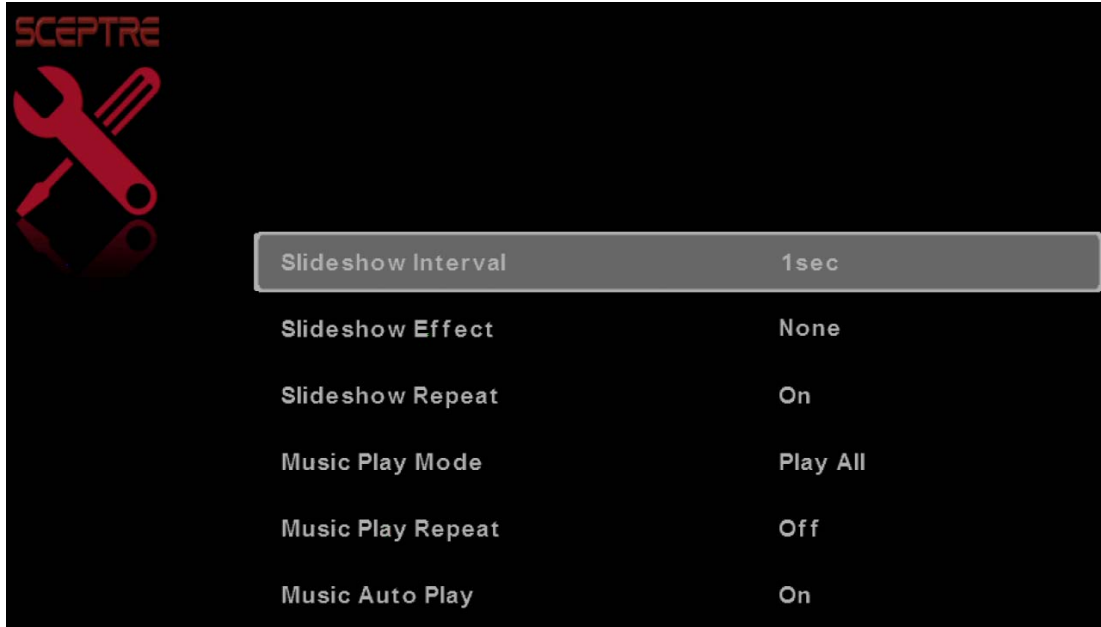 SCEPTRE
Slideshow Interval 1sec
Slideshow Effect None
Slideshow Repeat On
Music Play Mode Play All
Music Play Repeat Off
Music Auto Play On